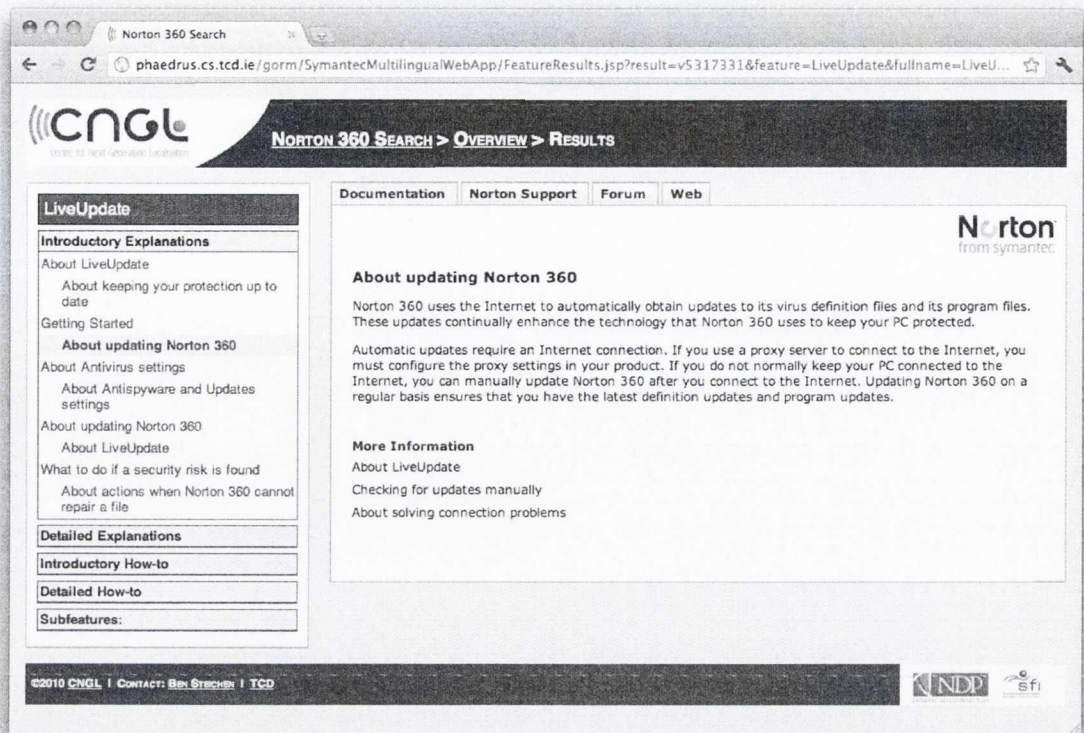 Norton 360 Search
phaedrus.cs.tcd.ie/gorm/SymantecMultilingualWebApp/FeatureResults.jsp?result=v5317331&feature=LiveUpdate&fullname=LiveU...
CNGL
NORTON 360 SEARCH > OVERVIEW > RESULTS
LiveUpdate
Introductory Explanations
About LiveUpdate
About keeping your protection up to
date
Getting Started
About updating Norton 360
About Antivirus settings
About Antispyware and Updates
settings
About updating Norton 360
About LiveUpdate
What to do if a security risk is found
About actions when Norton 360 cannot
repair a file
Detailed Explanations
Introductory How-to
Detailed How-to
Subfeatures:
Documentation Norton Support Forum Web
Norton
from symantec
About updating Norton 360
Norton 360 uses the Internet to automatically obtain updates to its virus definition files and its program files.
These updates continually enhance the technology that Norton 360 uses to keep your PC protected.
Automatic updates require an Internet connection. If you use a proxy server to connect to the Internet, you
must configure the proxy settings in your product. If you do not normally keep your PC connected to the
Internet, you can manually update Norton 360 after you connect to the Internet. Updating Norton 360 on a
regular basis ensures that you have the latest definition updates and program updates.
More Information
About LiveUpdate
Checking for updates manually
About solving connection problems
©2010 CNGL | CONTACT: BEN STEICHEN | TCD
NDP
sfi